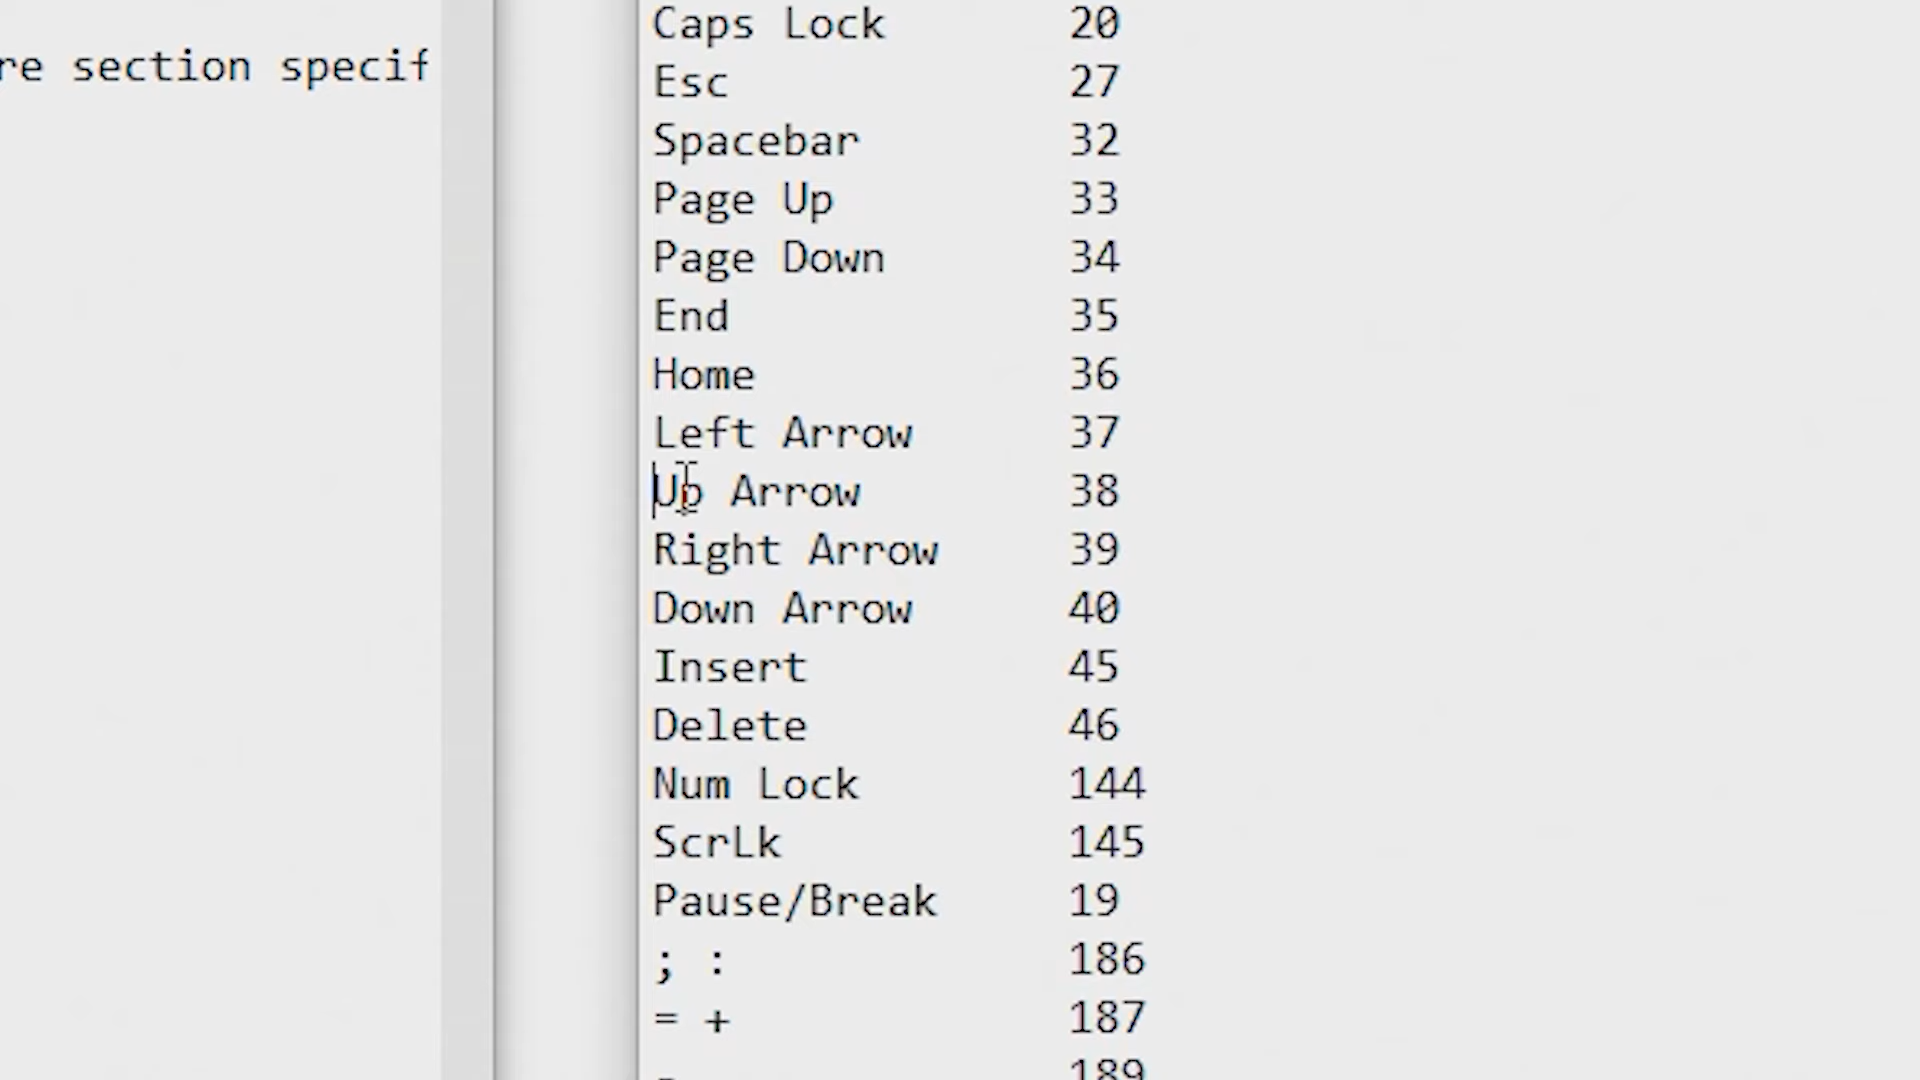 re section specif
Caps Lock 20
Esc 27
Spacebar 32
Page Up 33
Page Down 34
End 35
Home 36
Left Arrow 37
Up Arrow 38
Right Arrow 39
Down Arrow 40
Insert 45
Delete 46
Num Lock 144
ScrLk 145
Pause/Break 19
; : 186
= + 187
189